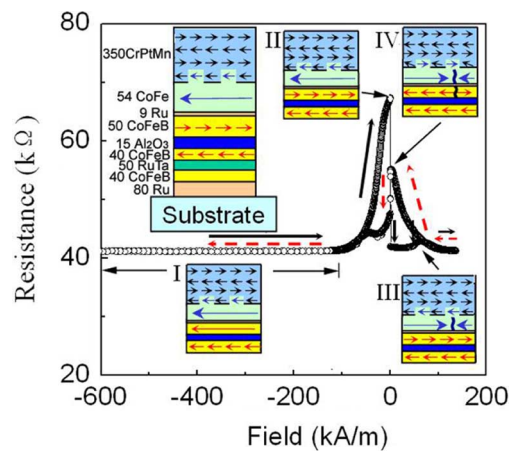 80
II
IV
350CrPtMn
54 CoFe
9 Ru
60
50 CoFeB
15 Al2O3
40 CoFeB
50 RuTa
40 CoFeB
80 Ru
Substrate
40
I
III
20
-600
-400
-200
0
200
Resistance (kΩ)
Field (kA/m)